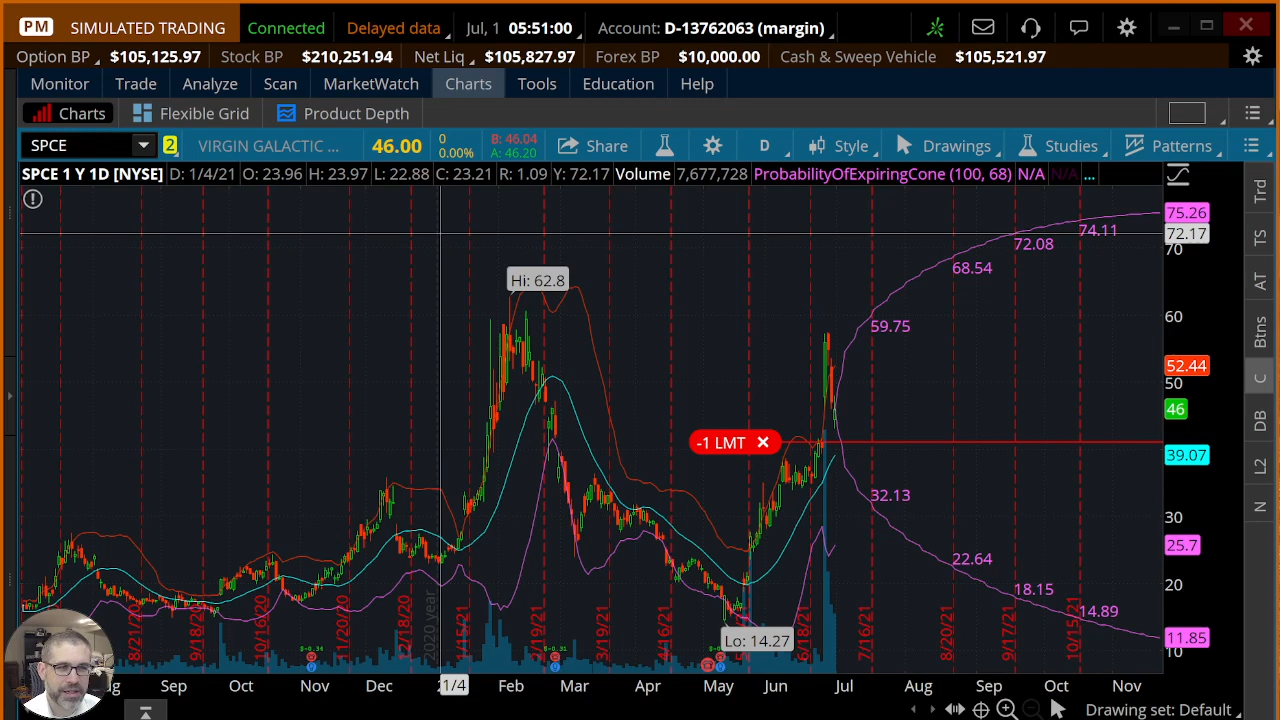 PM SIMULATED TRADING Connected Delayed data Jul, 1 05:51:00 Account: D-13762063 (margin)
Option BP $105,125.97 Stock BP $210,251.94 Net Liq $105,827.97 Forex BP $10,000.00 Cash & Sweep Vehicle $105,521.97
Monitor Trade Analyze Scan MarketWatch Charts Tools Education Help
Charts Flexible Grid Product Depth
SPCE 2 VIRGIN GALACTIC ... 46.00 0 0.00% B: 46.04 A: 46.20 Share D Style Drawings Studies Patterns
SPCE 1 Y 1D [NYSE] D: 1/4/21 O: 23.96 H: 23.97 L: 22.88 C: 23.21 R: 1.09 Y: 72.17 Volume 7,677,728 ProbabilityOfExpiringCone (100, 68) N/A N/A ...
Trd
TS
AT
Btns
C
DB
L2
N
75.26
74.11
72.17
72.08
70
68.54
Hi: 62.8
60
59.75
52.44
50
46
-1 LMT
39.07
32.13
30
25.7
22.64
20
18.15
14.89
Lo: 14.27
11.85
10
8/21/20
9/18/20
10/16/20
11/20/20
12/18/20
2020 year
1/15/21
2/19/21
3/19/21
4/16/21
6/18/21
7/16/21
8/20/21
9/17/21
10/15/21
Sep Oct Nov Dec 1/4 Feb Mar Apr May Jun Jul Aug Sep Oct Nov
Drawing set: Default